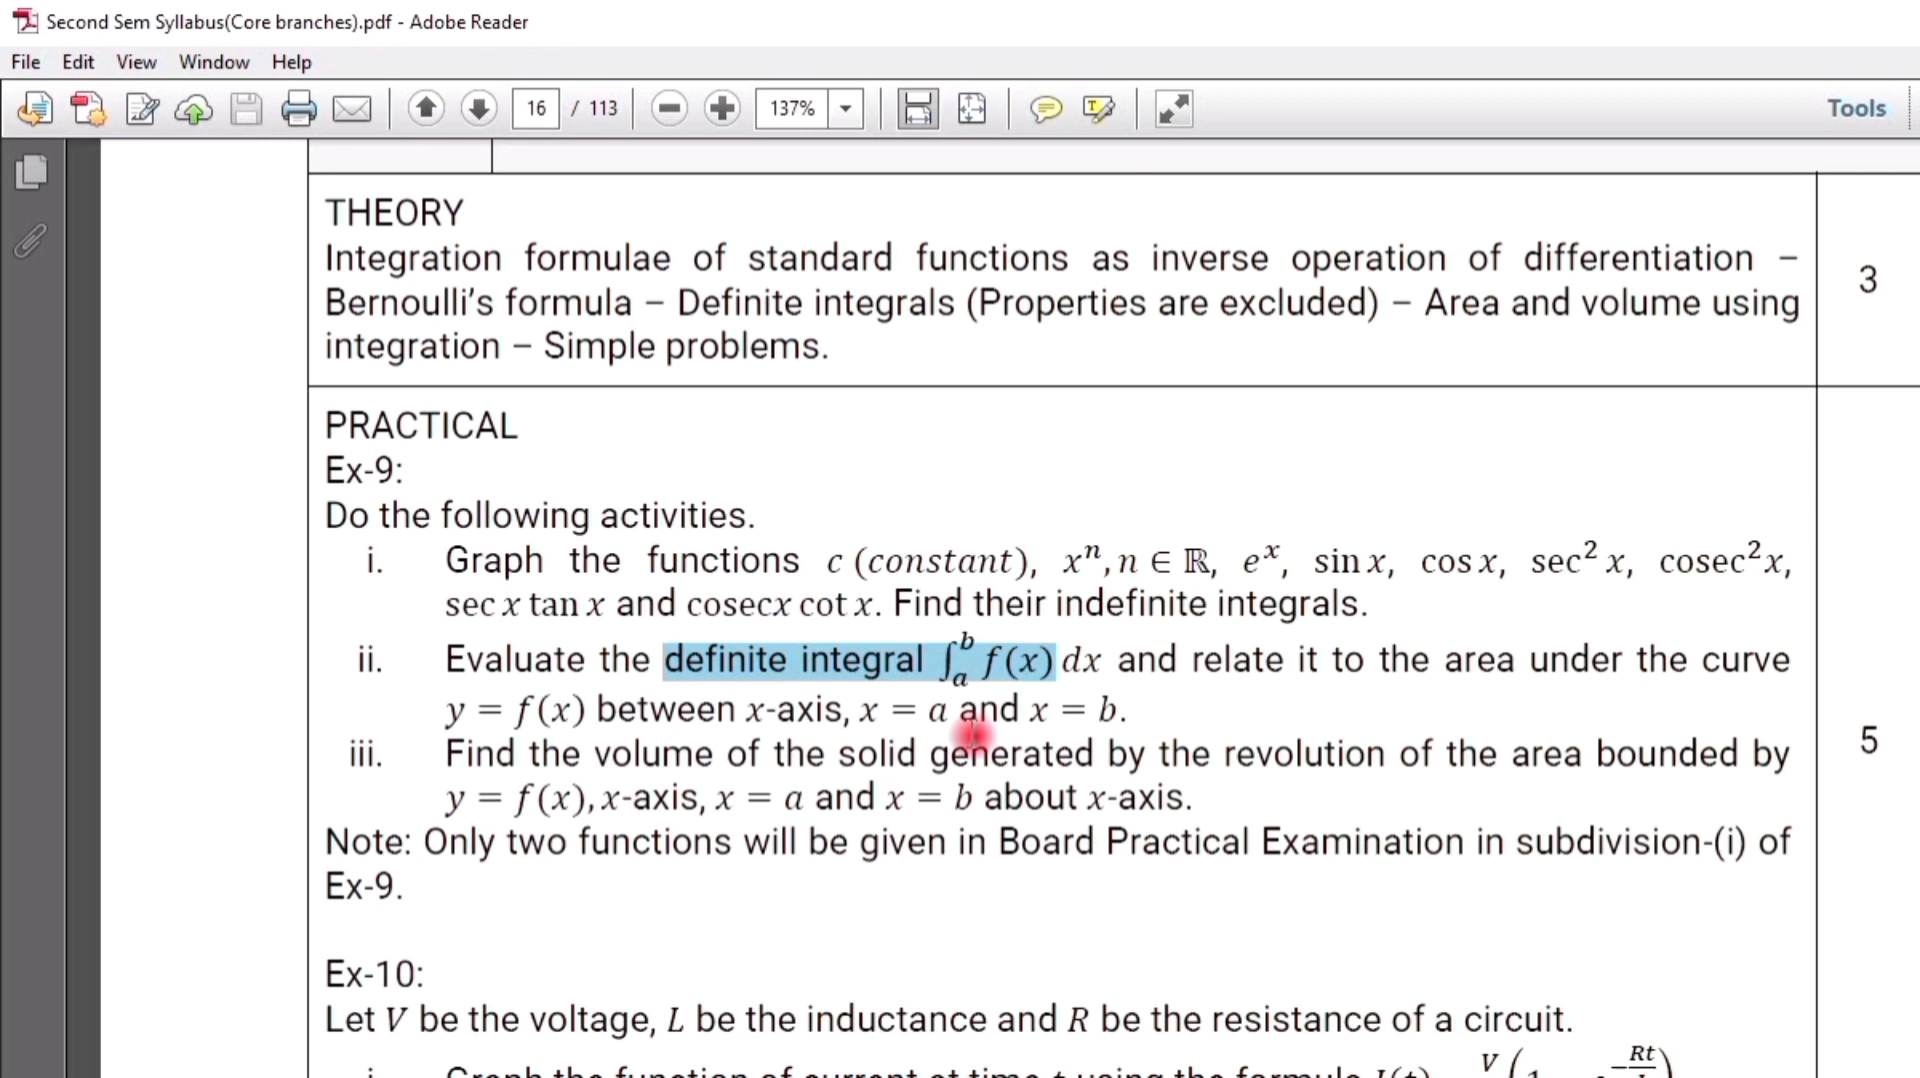 Second Sem Syllabus(Core branches).pdf - Adobe Reader
File Edit View Window Help
16 / 113 137% Tools
THEORY
Integration formulae of standard functions as inverse operation of differentiation –
Bernoulli's formula – Definite integrals (Properties are excluded) – Area and volume using
integration – Simple problems.
3
PRACTICAL
Ex-9:
Do the following activities.
i. Graph the functions c (constant), xⁿ, n ∈ ℝ, eˣ, sin x, cos x, sec² x, cosec²x,
sec x tan x and cosecx cot x. Find their indefinite integrals.
ii. Evaluate the definite integral ∫ₐᵇ f(x) dx and relate it to the area under the curve
y = f(x) between x-axis, x = a and x = b.
iii. Find the volume of the solid generated by the revolution of the area bounded by
y = f(x), x-axis, x = a and x = b about x-axis.
5
Note: Only two functions will be given in Board Practical Examination in subdivision-(i) of
Ex-9.
Ex-10:
Let V be the voltage, L be the inductance and R be the resistance of a circuit.